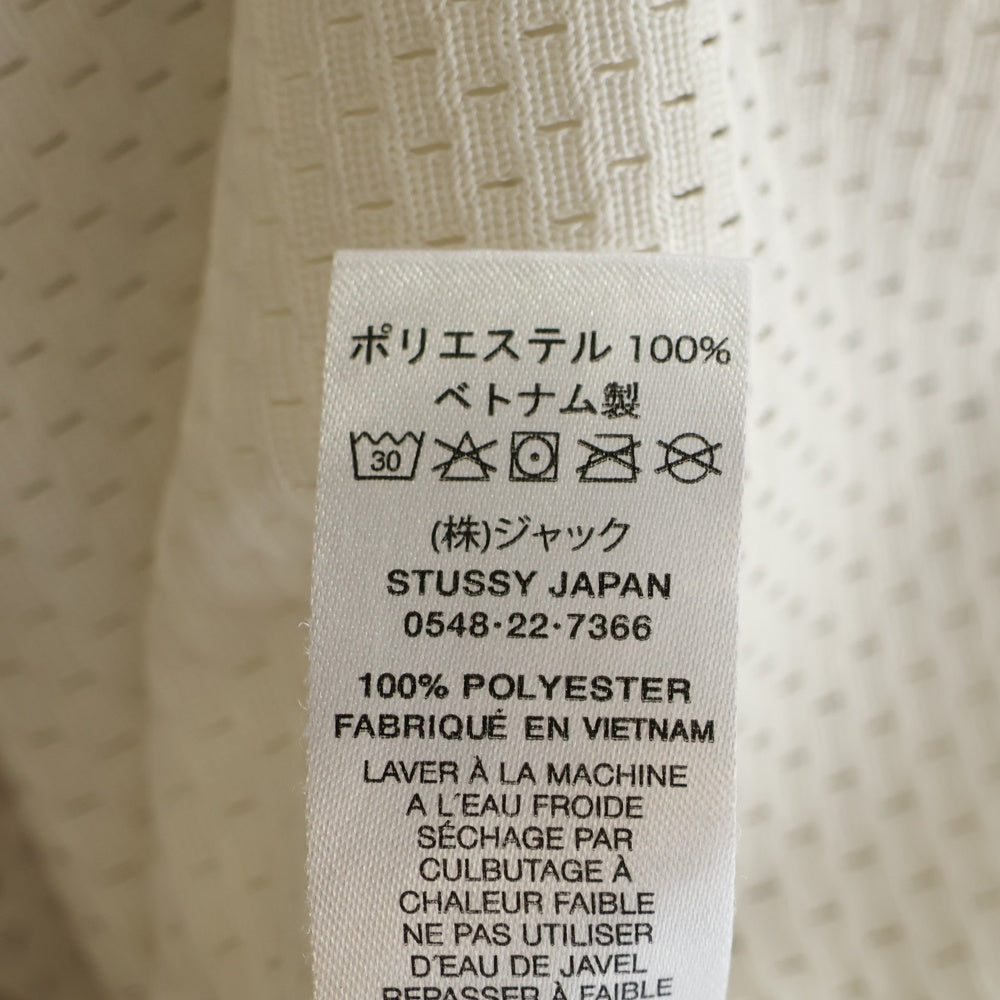 ポリエステル 100%
ベトナム製
30
(株)ジャック
STUSSY JAPAN
0548·22·7366
100% POLYESTER
FABRIQUÉ EN VIETNAM
LAVER À LA MACHINE
A L'EAU FROIDE
SÉCHAGE PAR
CULBUTAGE À
CHALEUR FAIBLE
NE PAS UTILISER
D'EAU DE JAVEL
REPASSER À FAIBLE